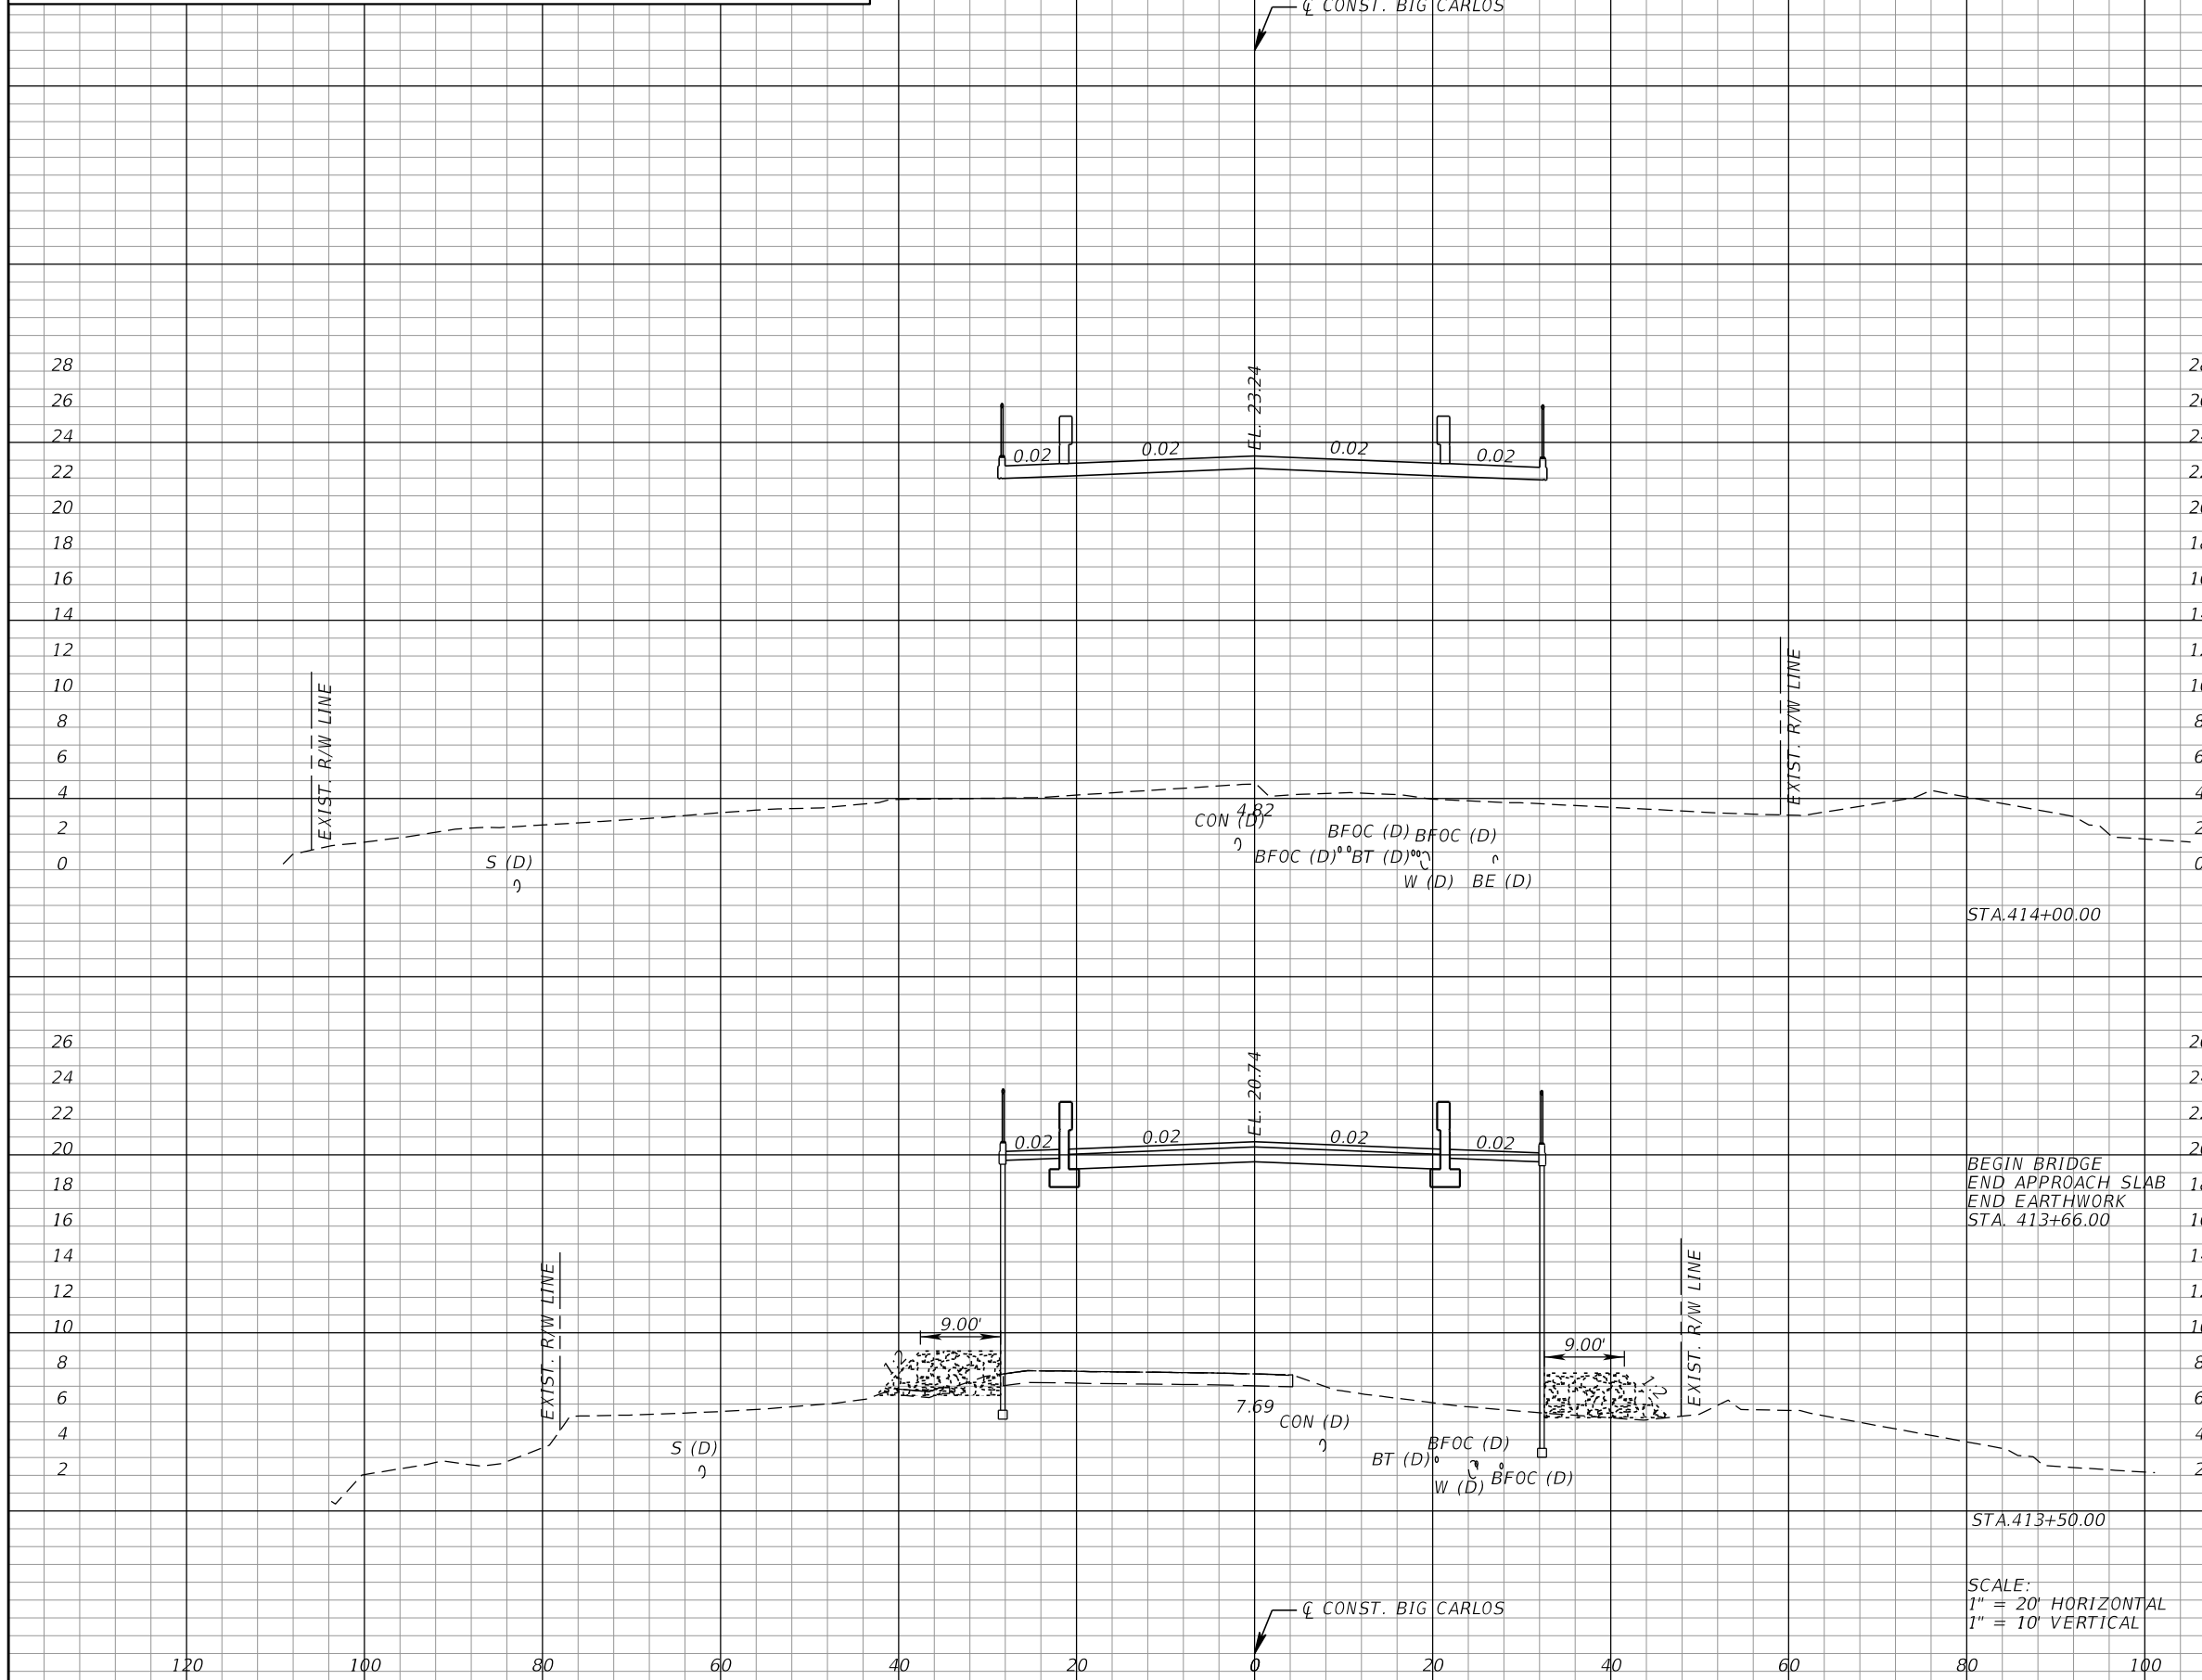 ℄ CONST. BIG CARLOS
28
26
24
22
20
18
16
14
12
10
8
6
4
2
0
EL. 23.24
0.02
0.02
0.02
0.02
EXIST. R/W LINE
EXIST. R/W LINE
4.82
CON (D)
BFOC (D)
BFOC (D)
BFOC (D)
BT (D)
S (D)
W (D)
BE (D)
STA.414+00.00
26
24
22
20
18
16
14
12
10
8
6
4
2
EL. 20.74
0.02
0.02
0.02
0.02
BEGIN BRIDGE
END APPROACH SLAB
END EARTHWORK
STA. 413+66.00
EXIST. R/W LINE
EXIST. R/W LINE
9.00'
9.00'
1:2
1:2
7.69
CON (D)
S (D)
BFOC (D)
BT (D)
BFOC (D)
W (D)
STA.413+50.00
SCALE:
1" = 20' HORIZONTAL
1" = 10' VERTICAL
℄ CONST. BIG CARLOS
120 100 80 60 40 20 0 20 40 60 80 100